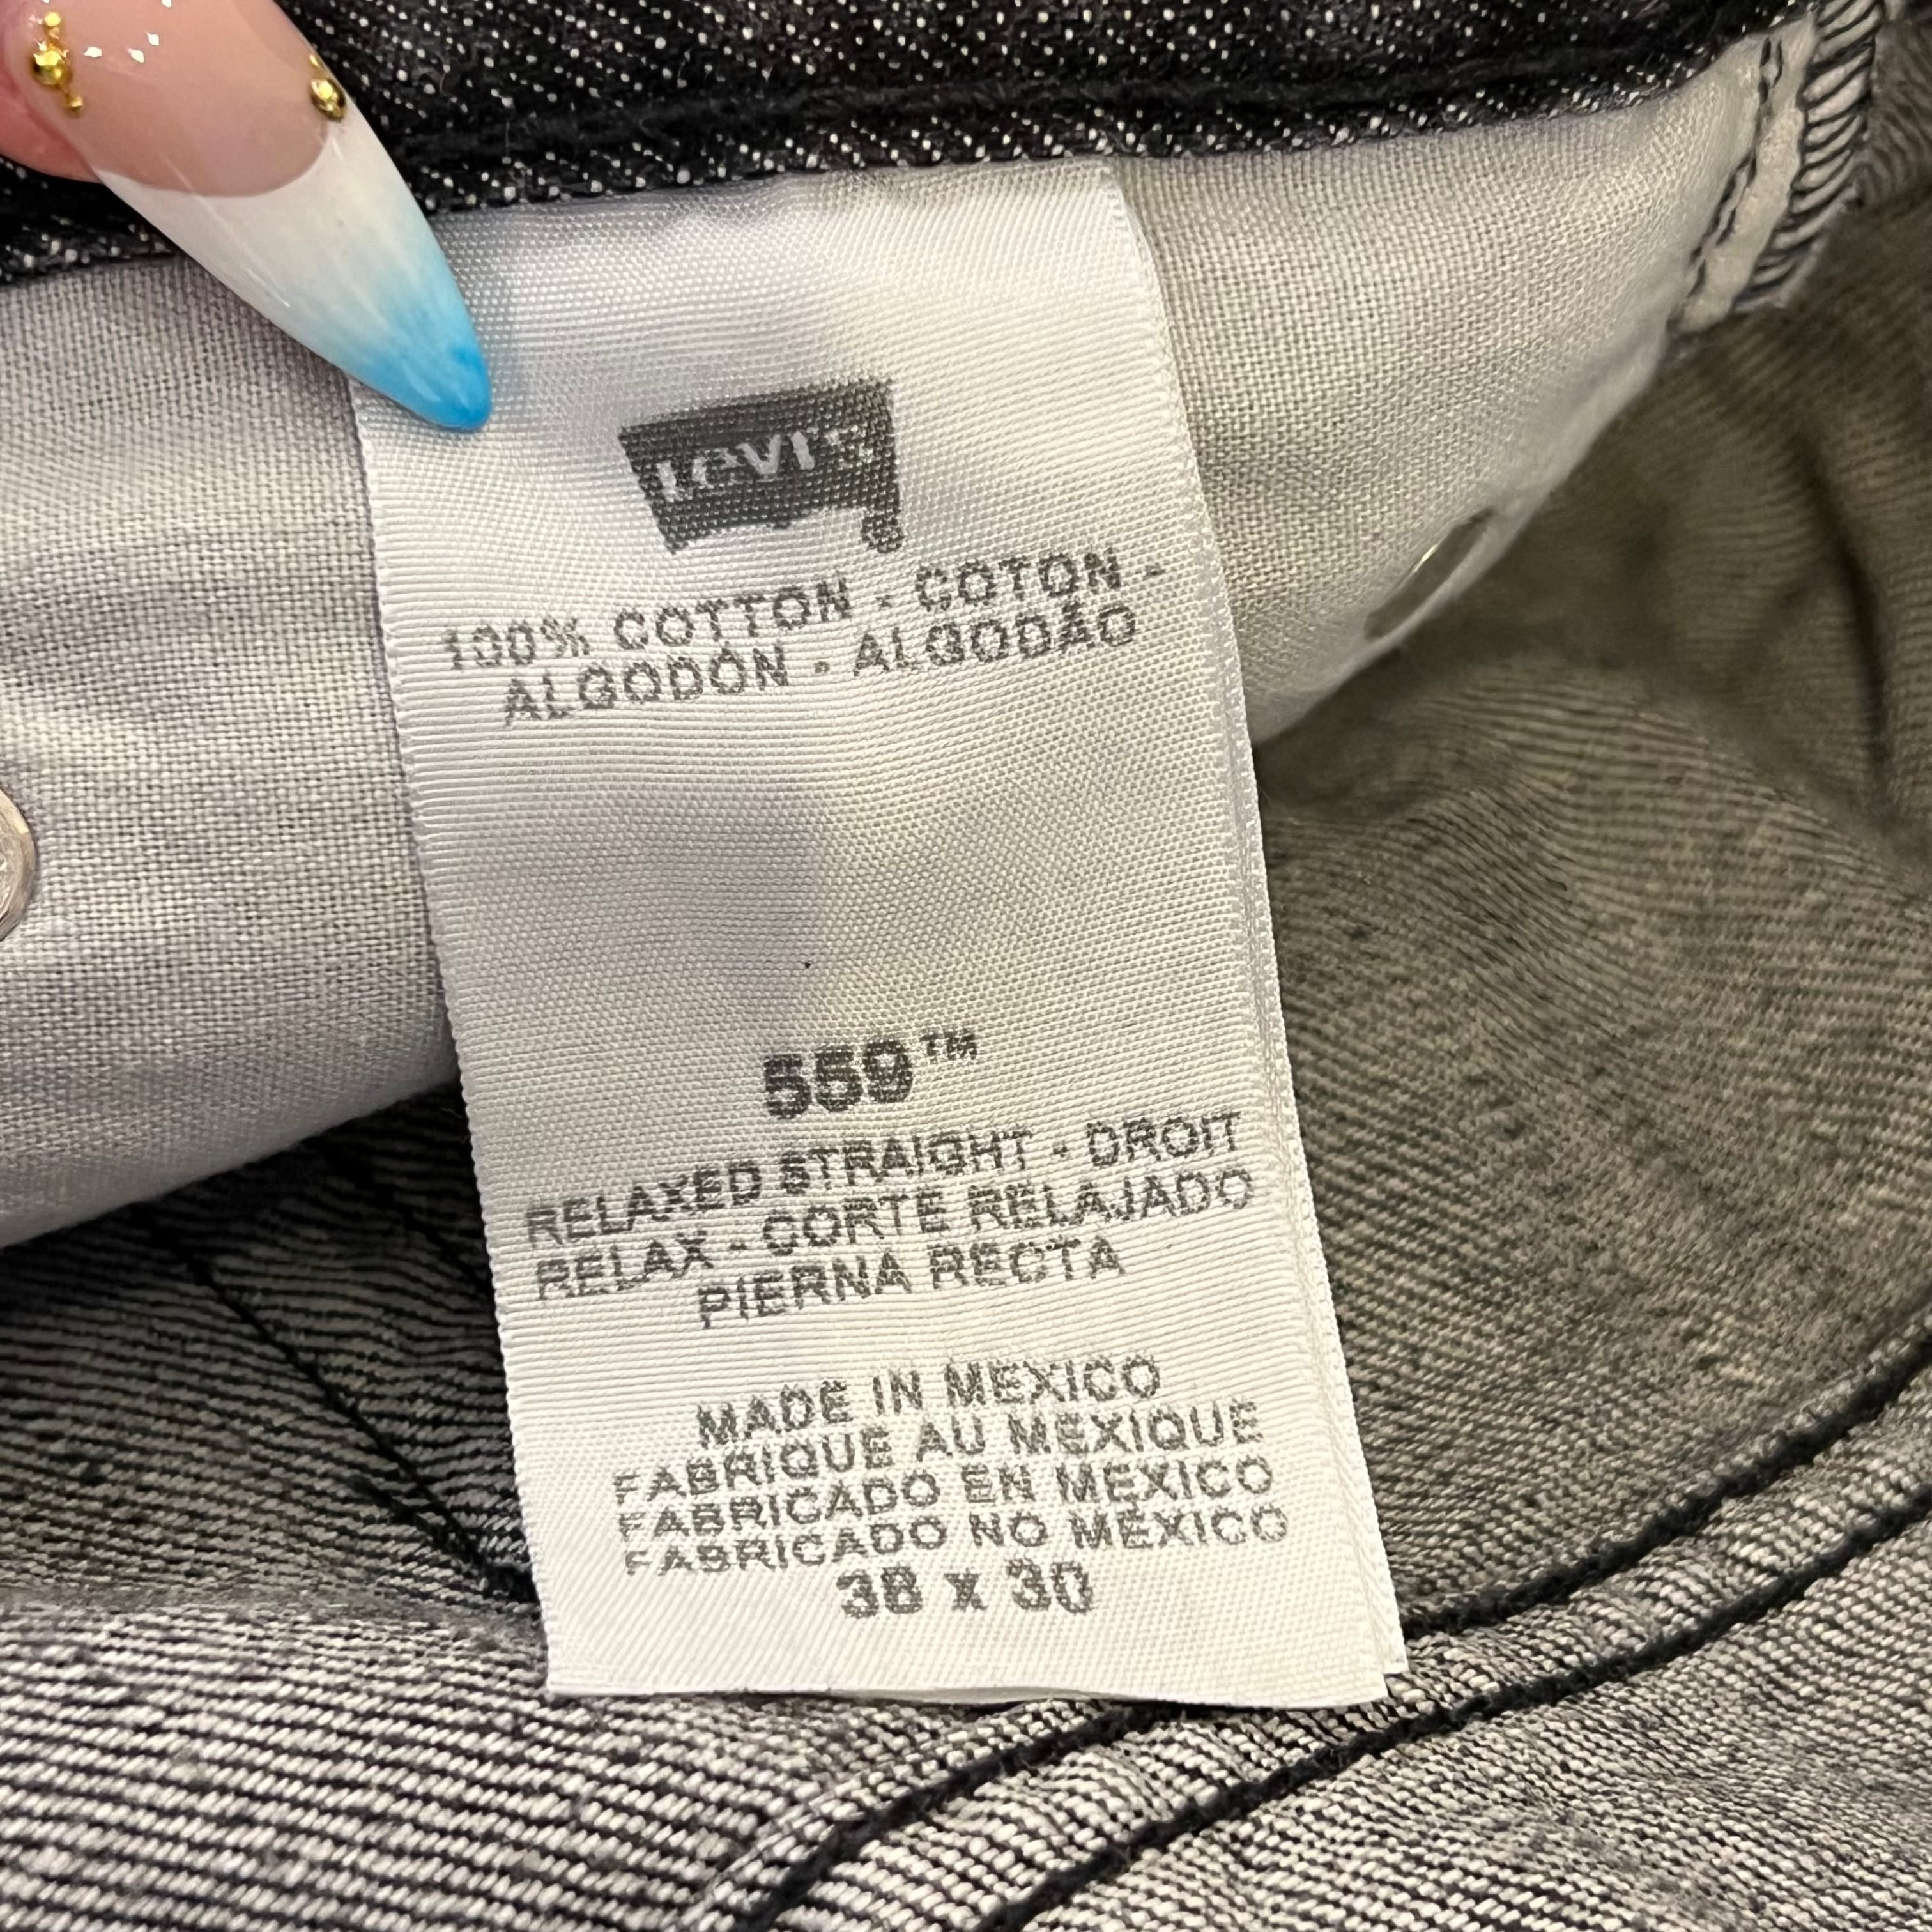 Levi's
100% COTTON - COTON -
ALGODÓN - ALGODÃO
559™
RELAXED STRAIGHT - DROIT
RELAX - CORTE RELAJADO
PIERNA RECTA
MADE IN MEXICO
FABRIQUE AU MEXIQUE
FABRICADO EN MEXICO
FABRICADO NO MÉXICO
38 x 30